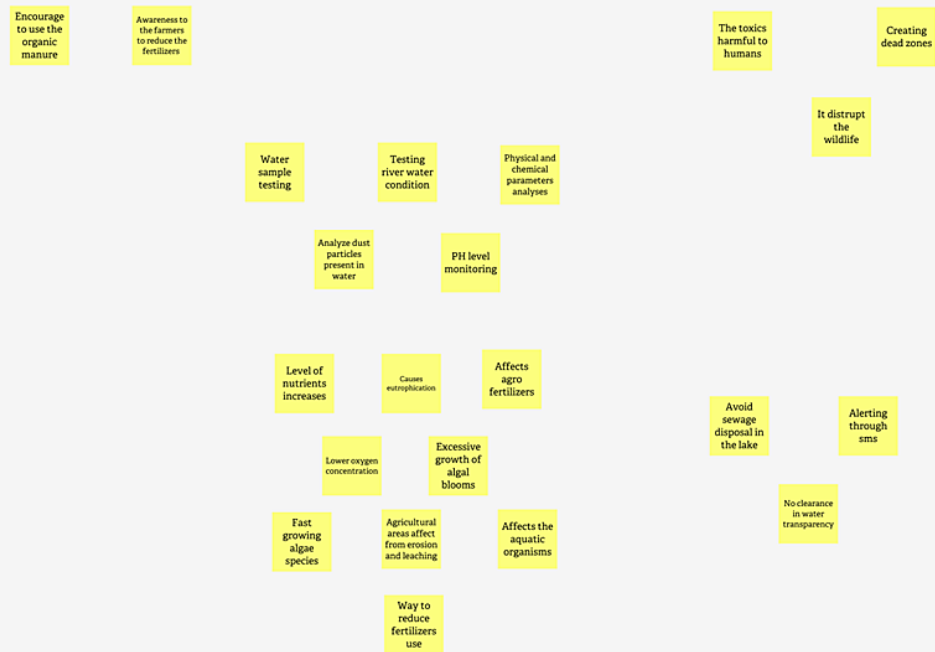 Encourage
to use the
organic
manure
Awareness to
the farmers
to reduce the
fertilizers
The toxics
harmful to
humans
Creating
dead zones
It distrupt
the
wildlife
Water
sample
testing
Testing
river water
condition
Physical and
chemical
parameters
analyses
Analyze dust
particles
present in
water
PH level
monitoring
Level of
nutrients
increases
Causes
eutrophication
Affects
agro
fertilizers
Avoid
sewage
disposal in
the lake
Alerting
through
sms
Lower oxygen
concentration
Excessive
growth of
algal
blooms
No clearance
in water
transparency
Fast
growing
algae
species
Agricultural
areas affect
from erosion
and leaching
Affects the
aquatic
organisms
Way to
reduce
fertilizers
use